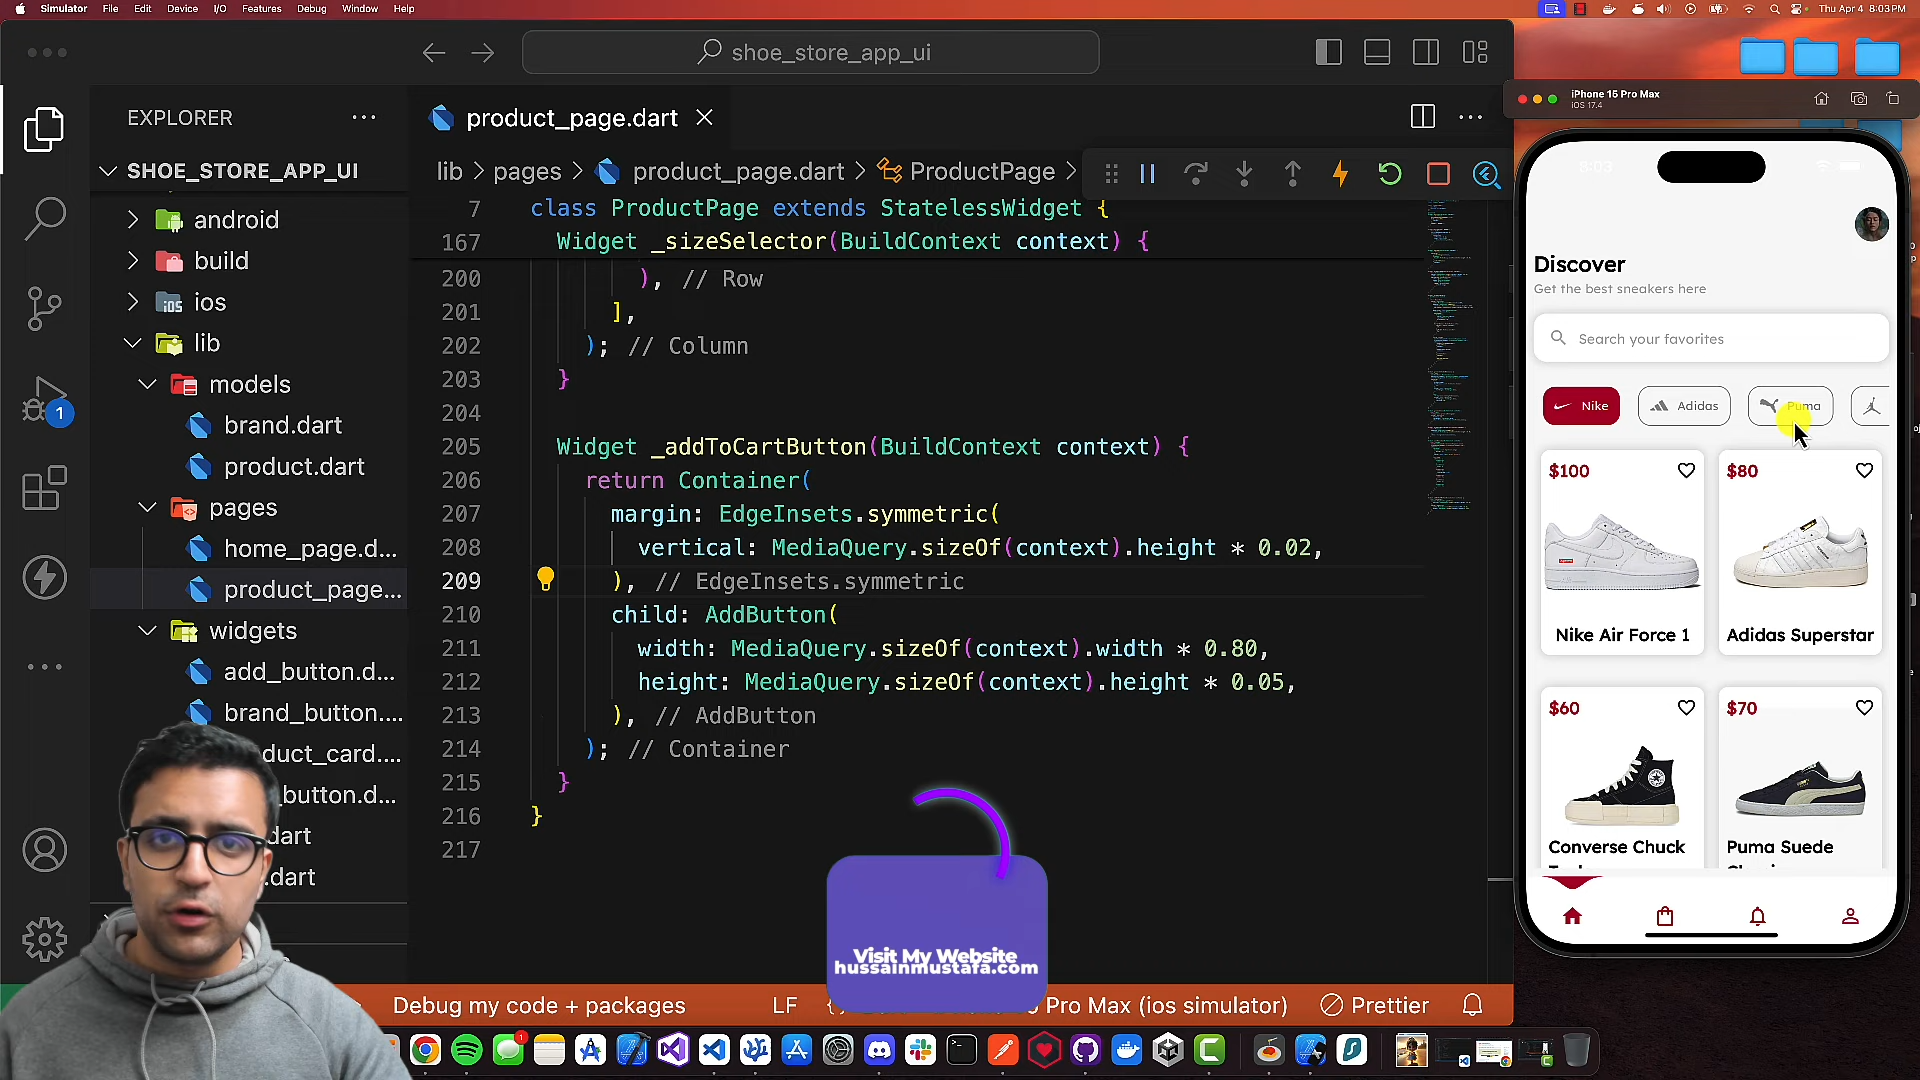 Simulator File Edit Device I/O Features Debug Window Help
Thu Apr 4 8:03 PM
shoe_store_app_ui
EXPLORER
SHOE_STORE_APP_UI
android
build
ios
lib
models
brand.dart
product.dart
pages
home_page.d...
product_page...
widgets
add_button.d...
brand_button....
duct_card....
_button.d...
dart
.dart
1
product_page.dart
lib > pages > product_page.dart > ProductPage >
7 class ProductPage extends StatelessWidget {
167 Widget _sizeSelector(BuildContext context) {
200 ), // Row
201 ],
202 ); // Column
203 }
204
205 Widget _addToCartButton(BuildContext context) {
206 return Container(
207 margin: EdgeInsets.symmetric(
208 vertical: MediaQuery.sizeOf(context).height * 0.02,
209 ), // EdgeInsets.symmetric
210 child: AddButton(
211 width: MediaQuery.sizeOf(context).width * 0.80,
212 height: MediaQuery.sizeOf(context).height * 0.05,
213 ), // AddButton
214 ); // Container
215 }
216 }
217
Visit My Website
hussainmustafa.com
Debug my code + packages LF Pro Max (ios simulator) Prettier
iPhone 15 Pro Max
iOS 17.4
8:03
Discover
Get the best sneakers here
Search your favorites
Nike Adidas Puma
$100 $80
Nike Air Force 1 Adidas Superstar
$60 $70
Converse Chuck Puma Suede